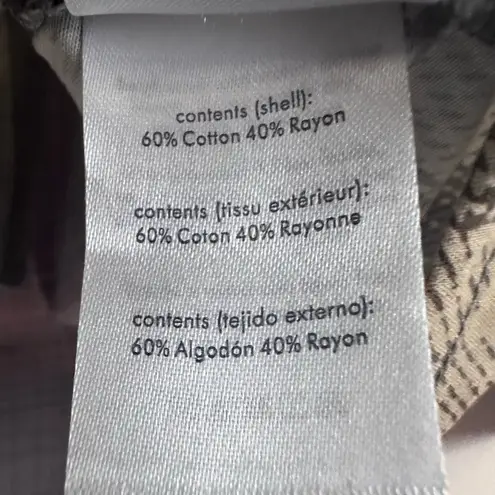 contents (shell):
60% Cotton 40% Rayon
contents (tissu extérieur):
60% Coton 40% Rayonne
contents (tejido externo):
60% Algodón 40% Rayon